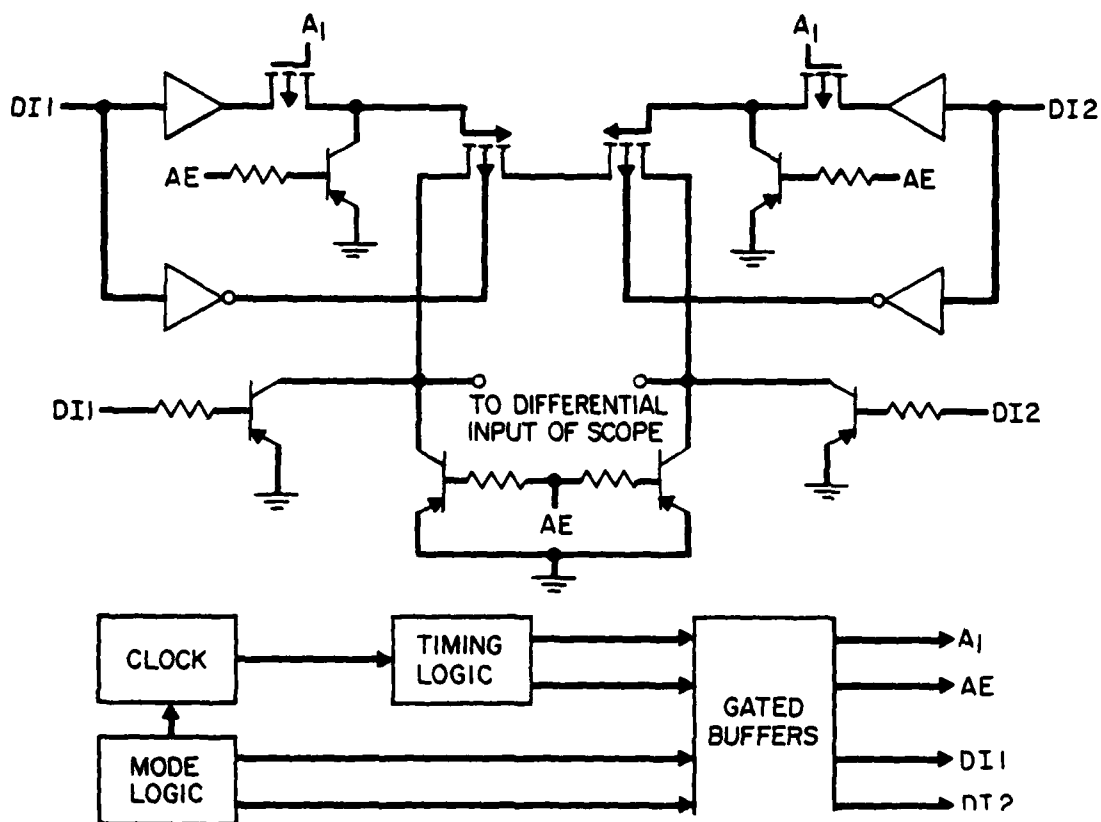 A1 A1
DI1 DI2
AE AE
DI1 TO DIFFERENTIAL INPUT OF SCOPE DI2
AE
CLOCK
TIMING LOGIC
GATED BUFFERS
MODE LOGIC
A1
AE
DI1
DI2